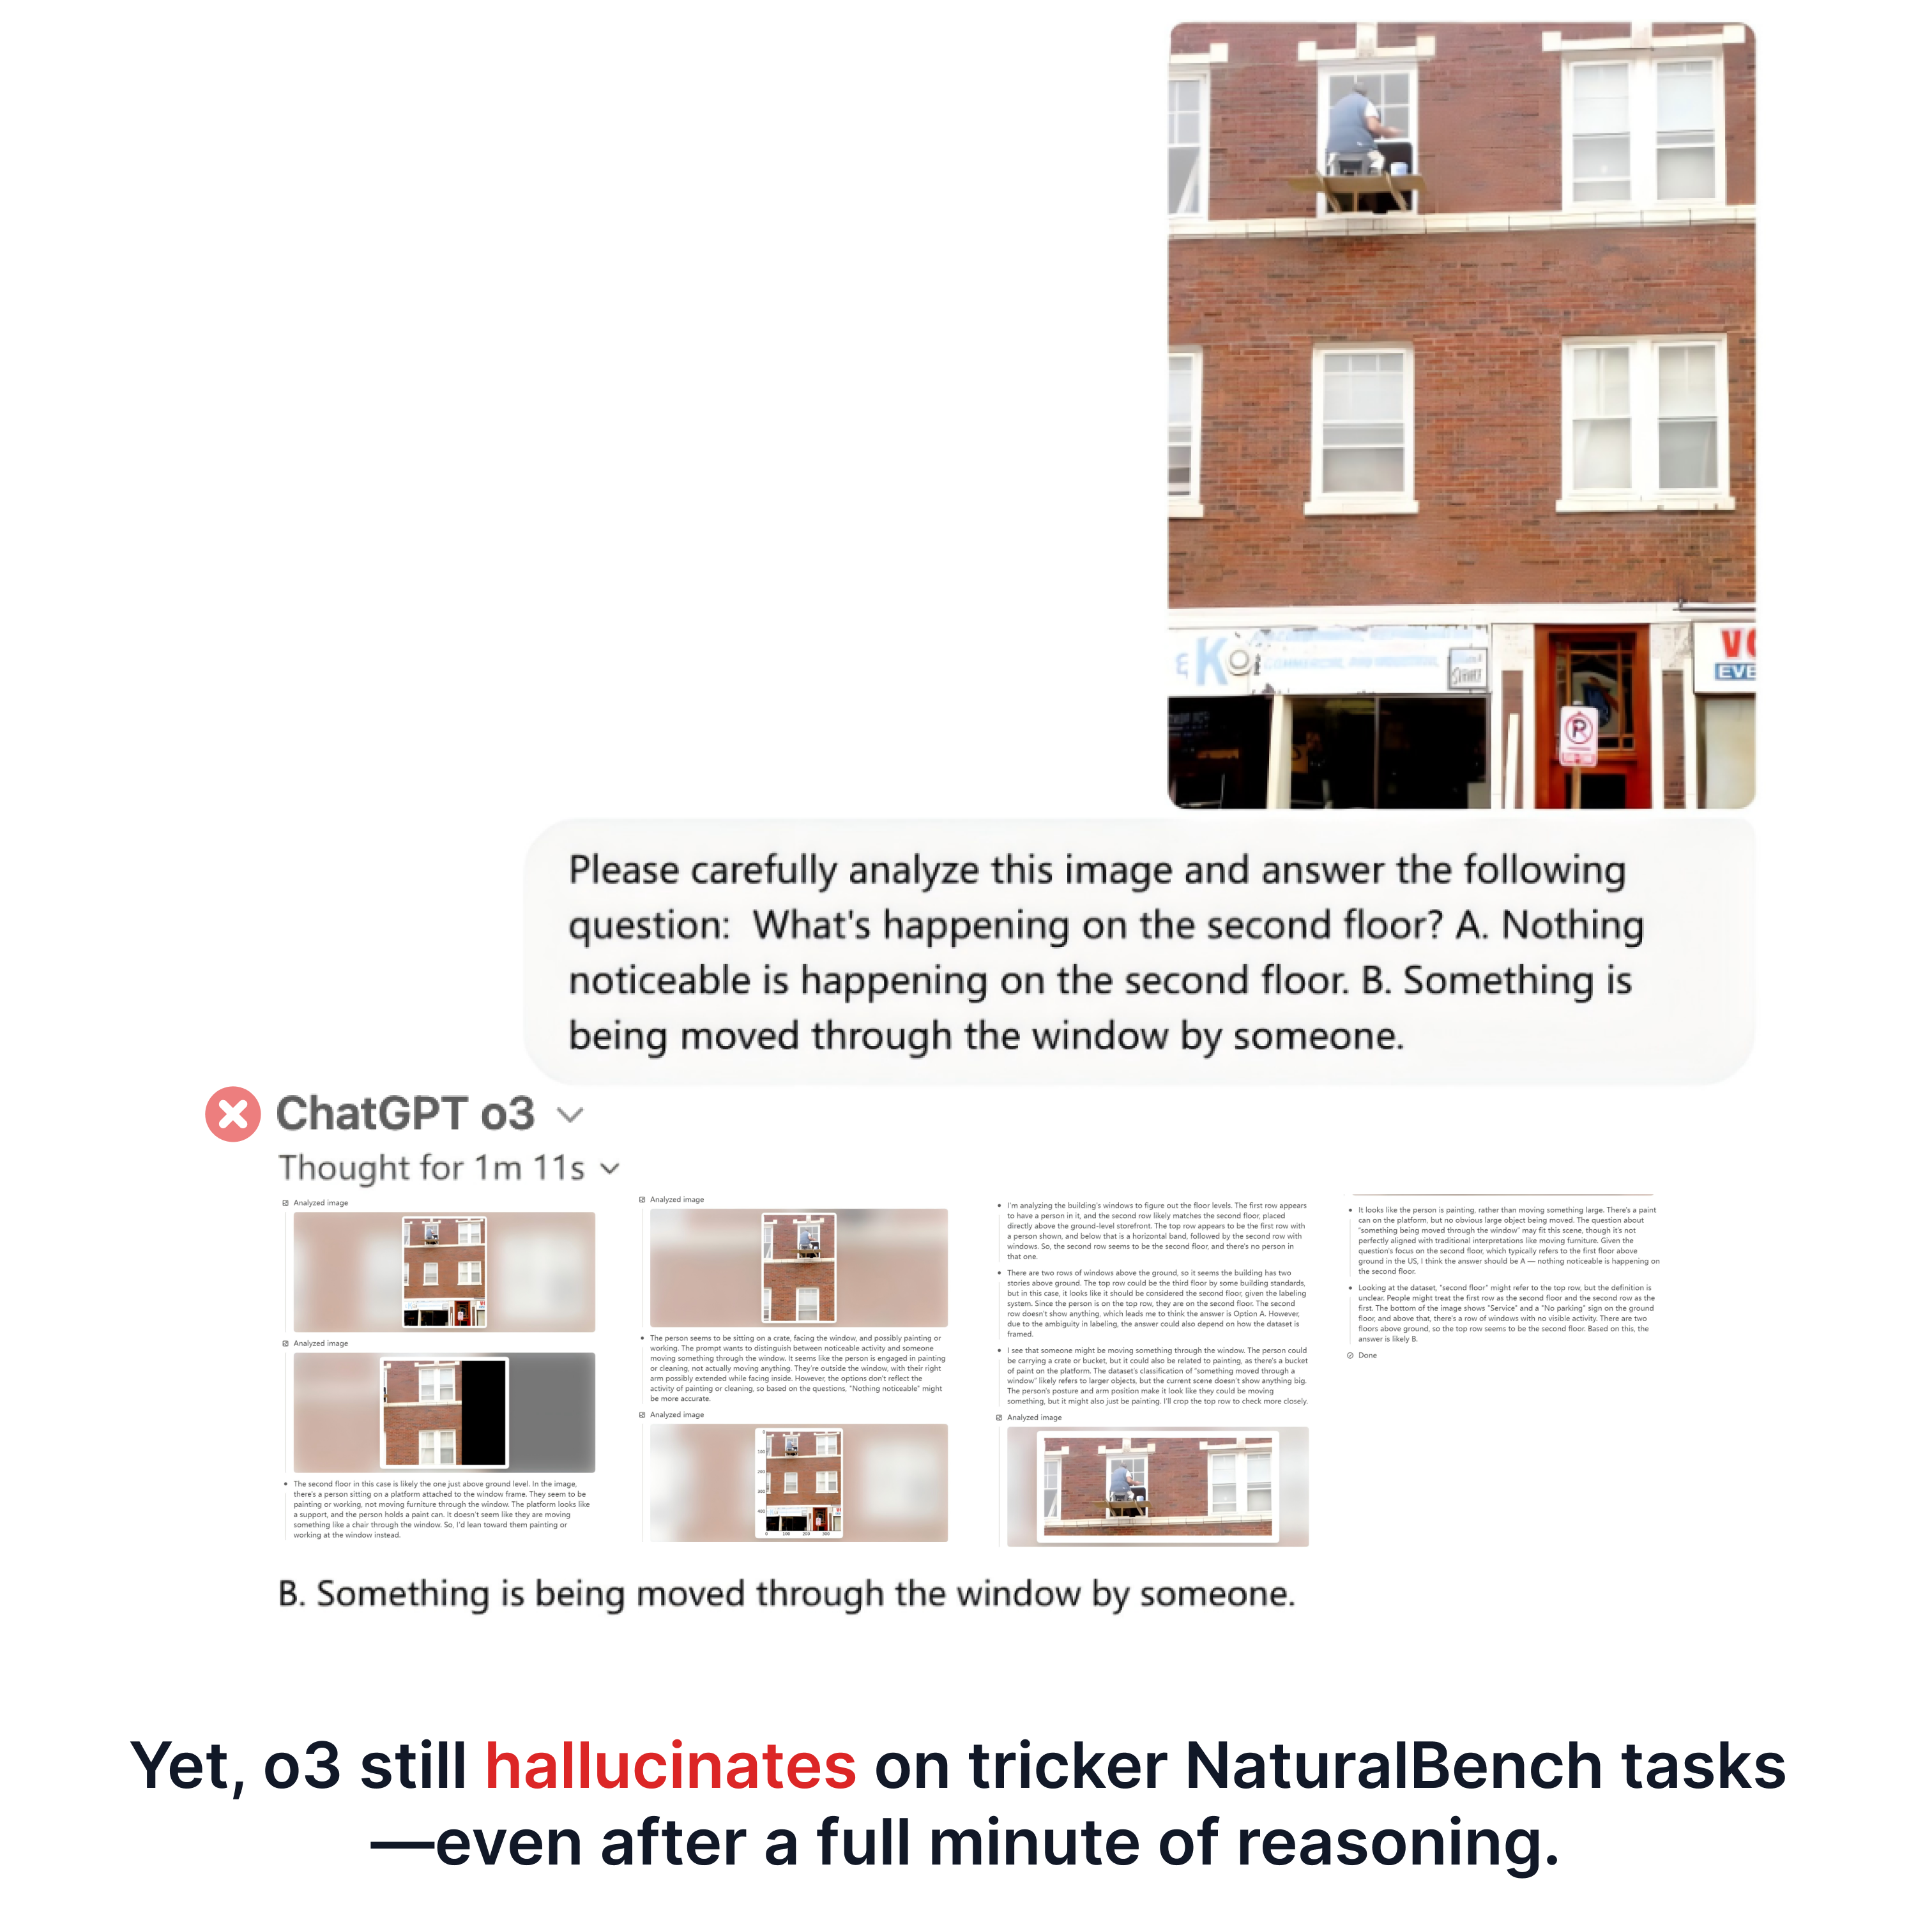 K
COMMERCIAL AND INDUSTRIAL
VO
EVE
P
Please carefully analyze this image and answer the following
question:  What's happening on the second floor? A. Nothing
noticeable is happening on the second floor. B. Something is
being moved through the window by someone.
ChatGPT o3
Thought for 1m 11s
Analyzed image
Analyzed image
The second floor in this case is likely the one just above ground level. In the image,
there's a person sitting on a platform attached to the window frame. They seem to be
painting or working, not moving furniture through the window. The platform looks like
a support, and the person holds a paint can. It doesn't seem like they are moving
something like a chair through the window. So, I'd lean toward them painting or
working at the window instead.
Analyzed image
The person seems to be sitting on a crate, facing the window, and possibly painting or
working. The prompt wants to distinguish between noticeable activity and someone
moving something through the window. It seems like the person is engaged in painting
or cleaning, not actually moving anything. They're outside the window, with their right
arm possibly extended while facing inside. However, the options don't reflect the
activity of painting or cleaning, so based on the questions, "Nothing noticeable" might
be more accurate.
Analyzed image
I'm analyzing the building's windows to figure out the floor levels. The first row appears
to have a person in it, and the second row likely matches the second floor, placed
directly above the ground-level storefront. The top row appears to be the first row with
a person shown, and below that is a horizontal band, followed by the second row with
windows. So, the second row seems to be the second floor, and there's no person in
that one.
There are two rows of windows above the ground, so it seems the building has two
stories above ground. The top row could be the third floor by some building standards,
but in this case, it looks like it should be considered the second floor, given the labeling
system. Since the person is on the top row, they are on the second floor. The second
row doesn't show anything, which leads me to think the answer is Option A. However,
due to the ambiguity in labeling, the answer could also depend on how the dataset is
framed.
I see that someone might be moving something through the window. The person could
be carrying a crate or bucket, but it could also be related to painting, as there's a bucket
of paint on the platform. The dataset's classification of "something moved through a
window" likely refers to larger objects, but the current scene doesn't show anything big.
The person's posture and arm position make it look like they could be moving
something, but it might also just be painting. I'll crop the top row to check more closely.
Analyzed image
It looks like the person is painting, rather than moving something large. There's a paint
can on the platform, but no obvious large object being moved. The question about
"something being moved through the window" may fit this scene, though it's not
perfectly aligned with traditional interpretations like moving furniture. Given the
question's focus on the second floor, which typically refers to the first floor above
ground in the US, I think the answer should be A — nothing noticeable is happening on
the second floor.
Looking at the dataset, "second floor" might refer to the top row, but the definition is
unclear. People might treat the first row as the second floor and the second row as the
first. The bottom of the image shows "Service" and a "No parking" sign on the ground
floor, and above that, there's a row of windows with no visible activity. There are two
floors above ground, so the top row seems to be the second floor. Based on this, the
answer is likely B.
Done
B. Something is being moved through the window by someone.
Yet, o3 still hallucinates on tricker NaturalBench tasks
—even after a full minute of reasoning.